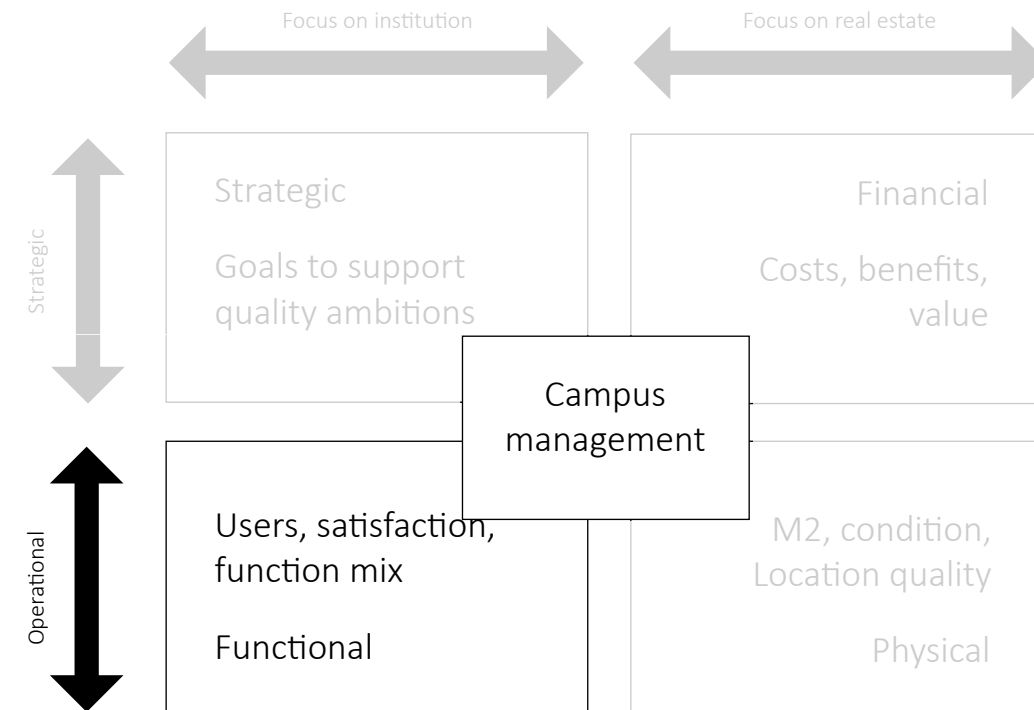 Focus on institution
Focus on real estate
Strategic
Strategic
Goals to support
quality ambitions
Financial
Costs, benefits,
value
Campus
management
Operational
Users, satisfaction,
function mix
Functional
M2, condition,
Location quality
Physical